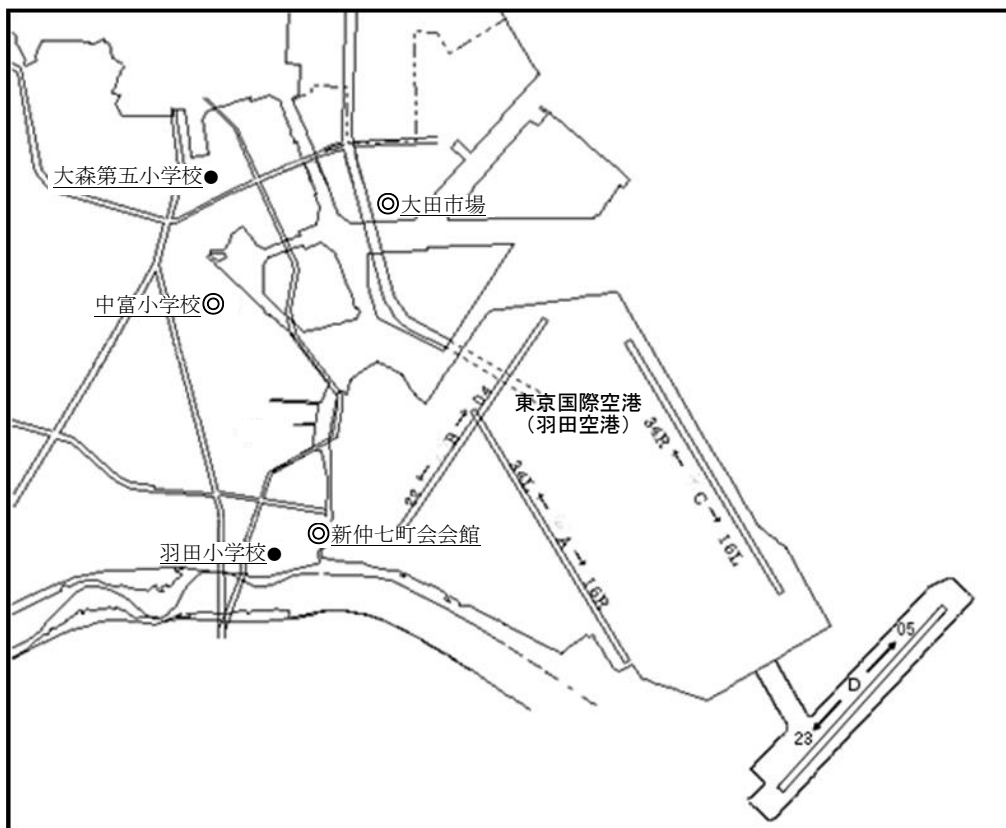 大森第五小学校●
◎大田市場
中富小学校◎
東京国際空港
（羽田空港）
22 ← B → 04
34L ← A → 16R
34R ← C → 16L
◎新仲七町会会館
羽田小学校●
05
D
23